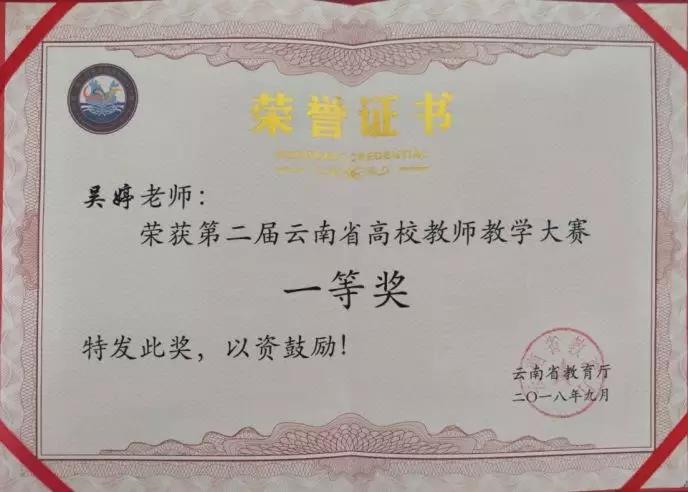 荣誉证书
吴婷老师：
荣获第二届云南省高校教师教学大赛
一等奖
特发此奖，以资鼓励！
云南省教育厅
二〇一八年九月